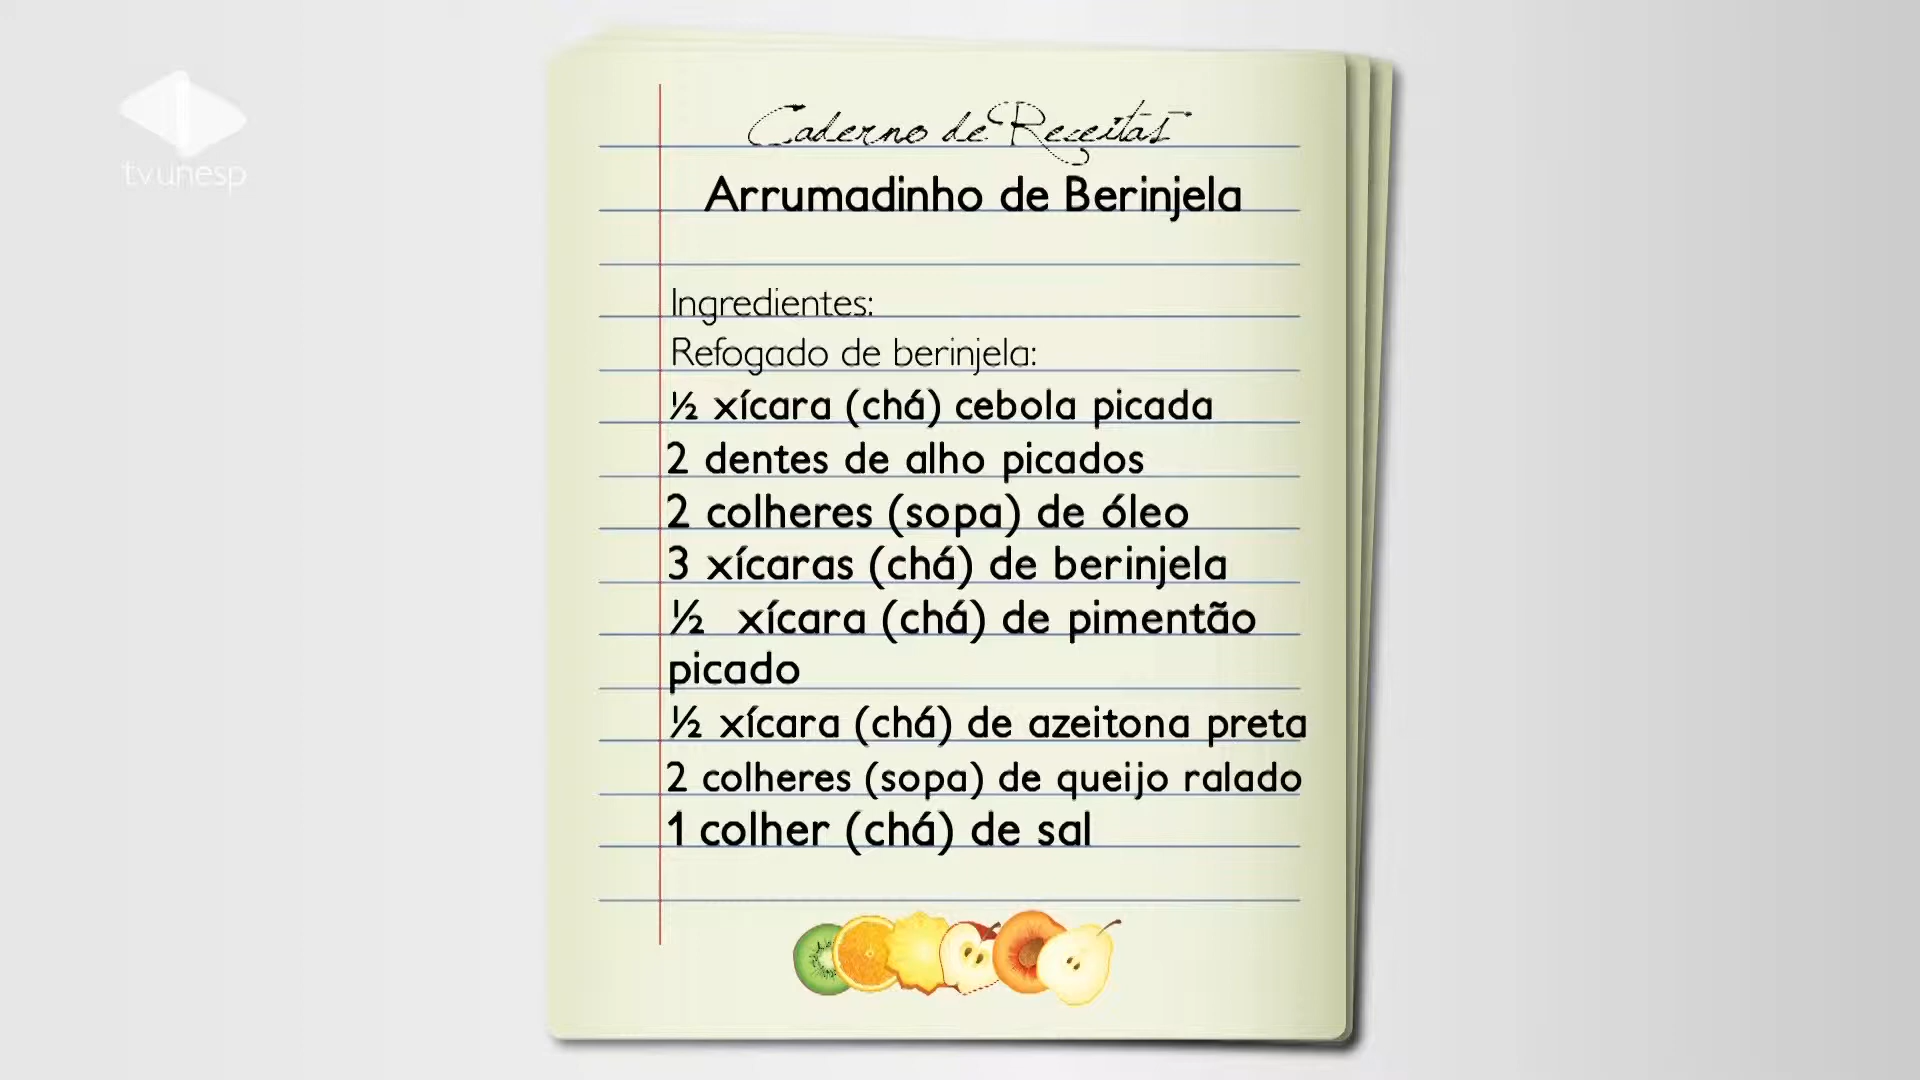 tvunesp
Caderno de Receitas
Arrumadinho de Berinjela
Ingredientes:
Refogado de berinjela:
½ xícara (chá) cebola picada
2 dentes de alho picados
2 colheres (sopa) de óleo
3 xícaras (chá) de berinjela
½ xícara (chá) de pimentão
picado
½ xícara (chá) de azeitona preta
2 colheres (sopa) de queijo ralado
1 colher (chá) de sal